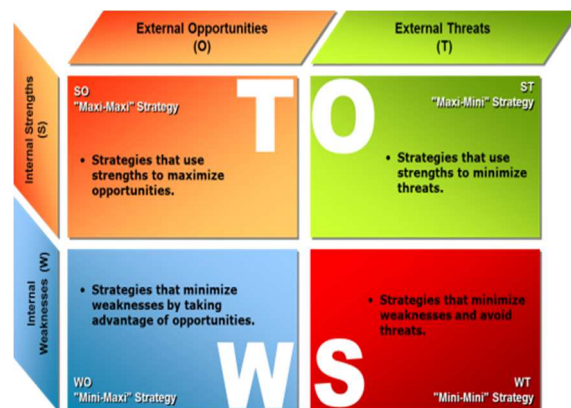 External Opportunities
(O)
External Threats
(T)
Internal Strengths
(S)
SO
"Maxi-Maxi" Strategy
T
• Strategies that use
strengths to maximize
opportunities.
O
ST
"Maxi-Mini" Strategy
• Strategies that use
strengths to minimize
threats.
Internal
Weaknesses (W)
• Strategies that minimize
weaknesses by taking
advantage of opportunities.
WO
"Mini-Maxi" Strategy
W
• Strategies that minimize
weaknesses and avoid
threats.
S
WT
"Mini-Mini" Strategy